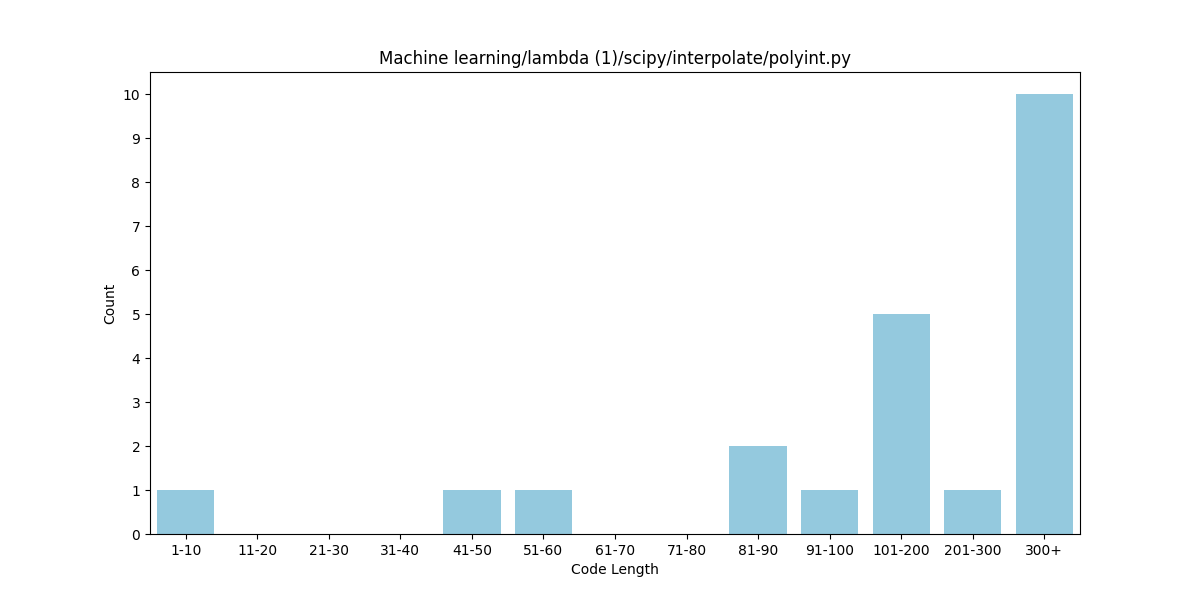 Machine learning/lambda (1)/scipy/interpolate/polyint.py
10
9
8
7
6
5
4
3
2
1
0
Count
1-10 11-20 21-30 31-40 41-50 51-60 61-70 71-80 81-90 91-100 101-200 201-300 300+
Code Length